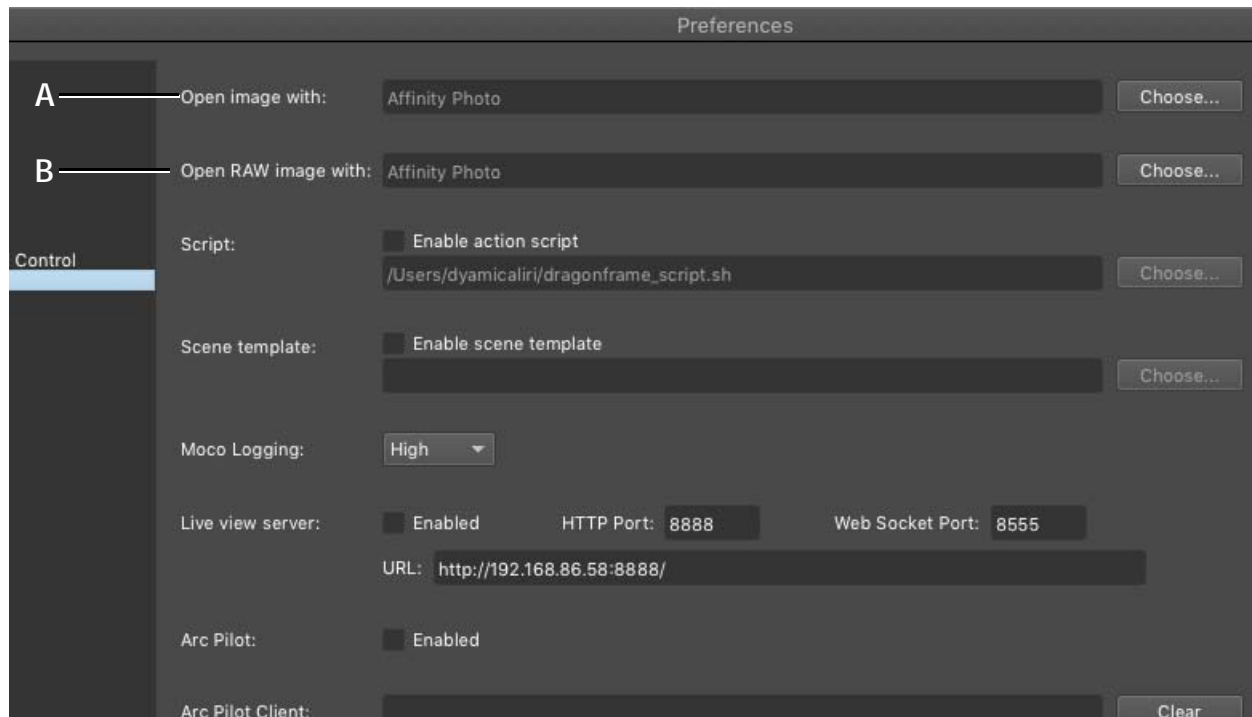 Preferences
A Open image with: Affinity Photo Choose...
B Open RAW image with: Affinity Photo Choose...
Script: Enable action script
Control
/Users/dyamicaliri/dragonframe_script.sh Choose...
Scene template: Enable scene template
Choose...
Moco Logging: High
Live view server: Enabled HTTP Port: 8888 Web Socket Port: 8555
URL: http://192.168.86.58:8888/
Arc Pilot: Enabled
Arc Pilot Client: Clear